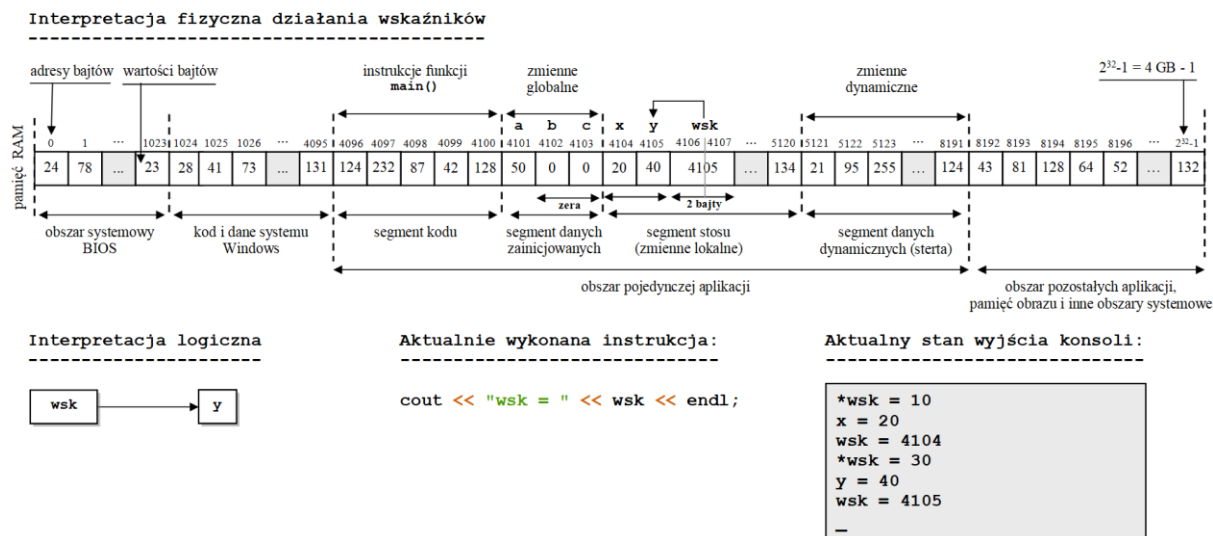 Interpretacja fizyczna działania wskaźników
adresy bajtów wartości bajtów
instrukcje funkcji
main()
zmienne
globalne
zmienne
dynamiczne
2³²-1 = 4 GB - 1
a b c x y wsk
pamięć RAM
0 1 ... 1023 1024 1025 1026 ... 4095 4096 4097 4098 4099 4100 4101 4102 4103 4104 4105 4106 4107 ... 5120 5121 5122 5123 ... 8191 8192 8193 8194 8195 8196 ... 2³²-1
24 78 ... 23 28 41 73 ... 131 124 232 87 42 128 50 0 0 20 40 4105 ... 134 21 95 255 ... 124 43 81 128 64 52 ... 132
zera 2 bajty
obszar systemowy
BIOS
kod i dane systemu
Windows
segment kodu
segment danych
zainicjowanych
segment stosu
(zmienne lokalne)
segment danych
dynamicznych (sterta)
obszar pojedynczej aplikacji
obszar pozostałych aplikacji,
pamięć obrazu i inne obszary systemowe
Interpretacja logiczna
wsk y
Aktualnie wykonana instrukcja:
cout << "wsk = " << wsk << endl;
Aktualny stan wyjścia konsoli:
*wsk = 10
x = 20
wsk = 4104
*wsk = 30
y = 40
wsk = 4105
_